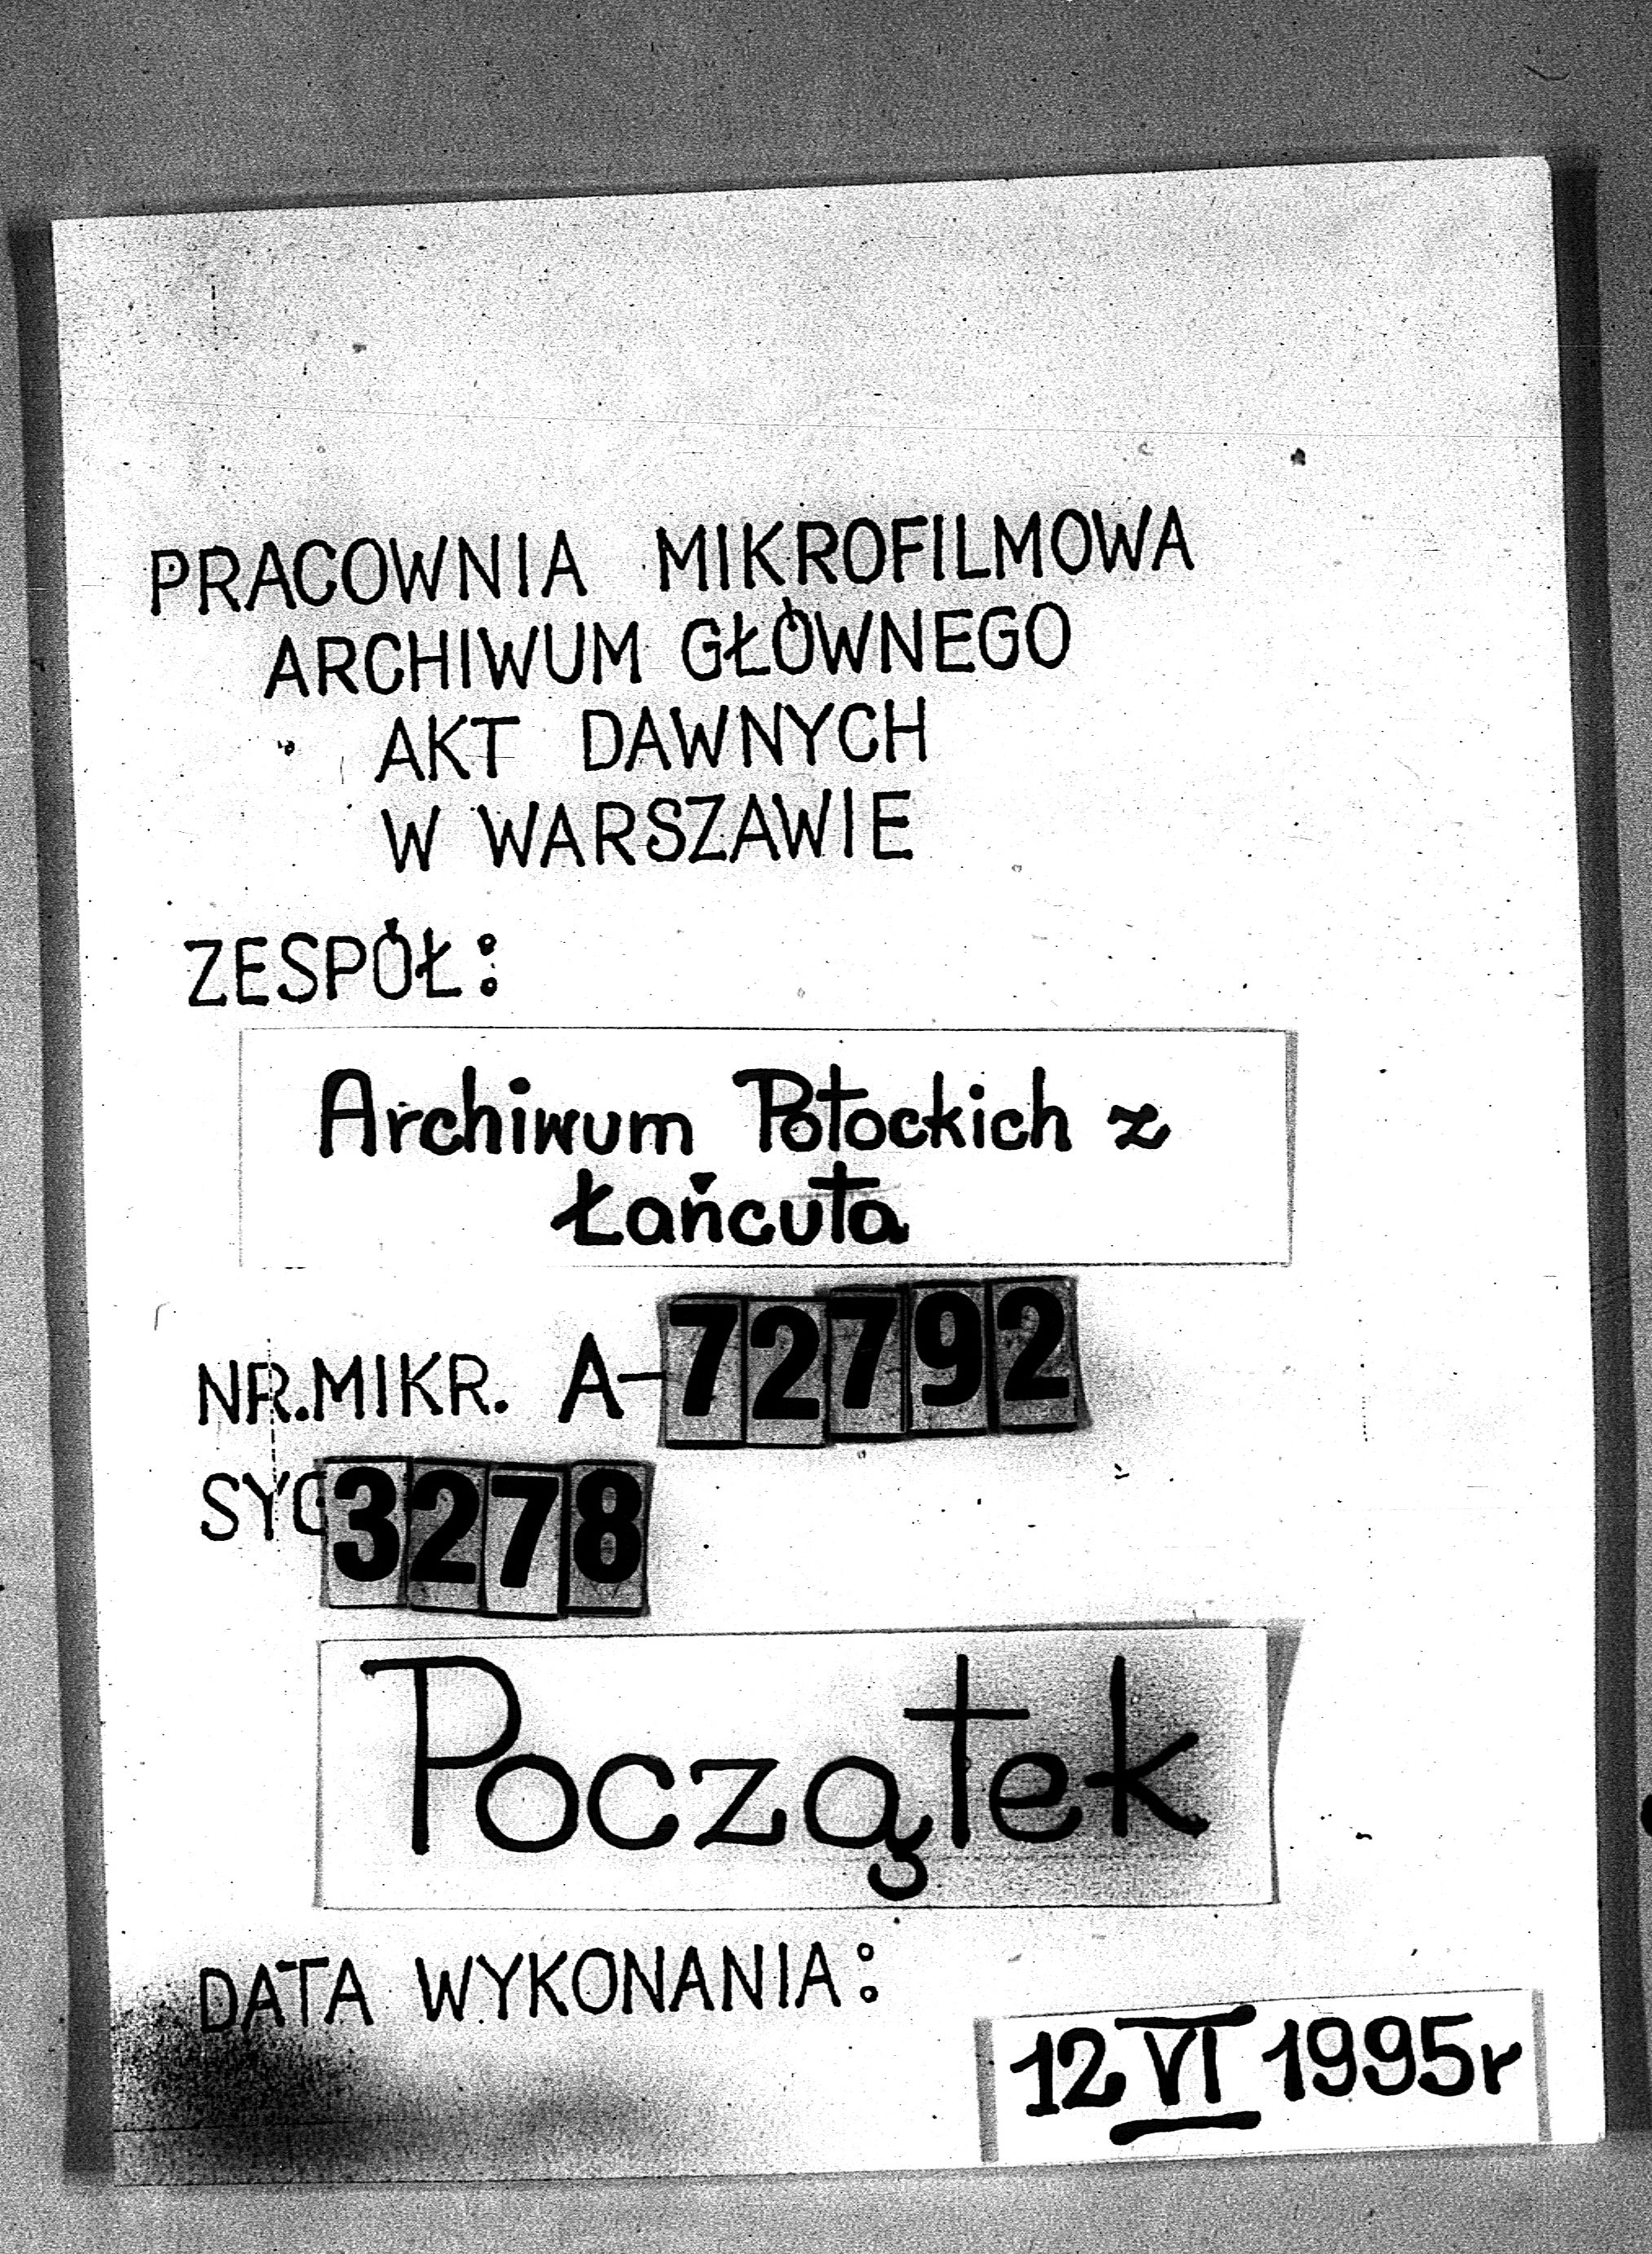 PRACOWNIA MIKROFILMOWA
ARCHIWUM GŁÓWNEGO
AKT DAWNYCH
W WARSZAWIE
ZESPÓŁ:
Archiwum Potockich z
Łańcuta
NR.MIKR. A-72792
SYG 3278
Początek
DATA WYKONANIA:
12 VI 1995r